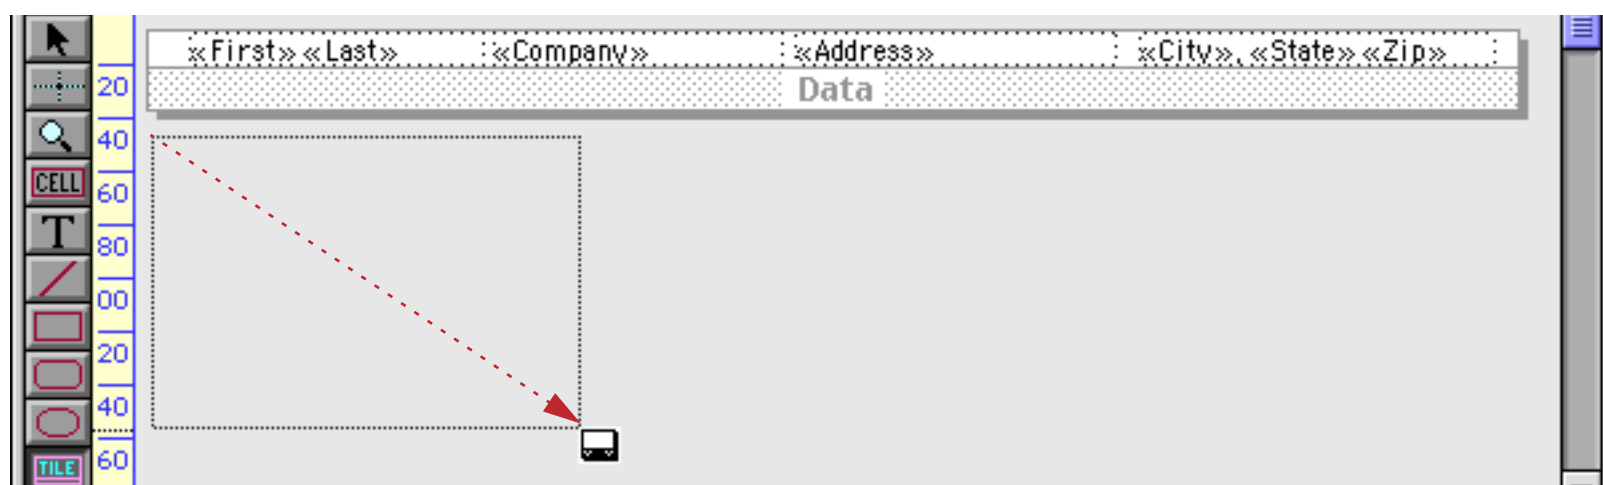 «First» «Last» «Company» «Address» «City», «State» «Zip»
Data
20
40
CELL
60
T
80
00
20
40
TILE
60